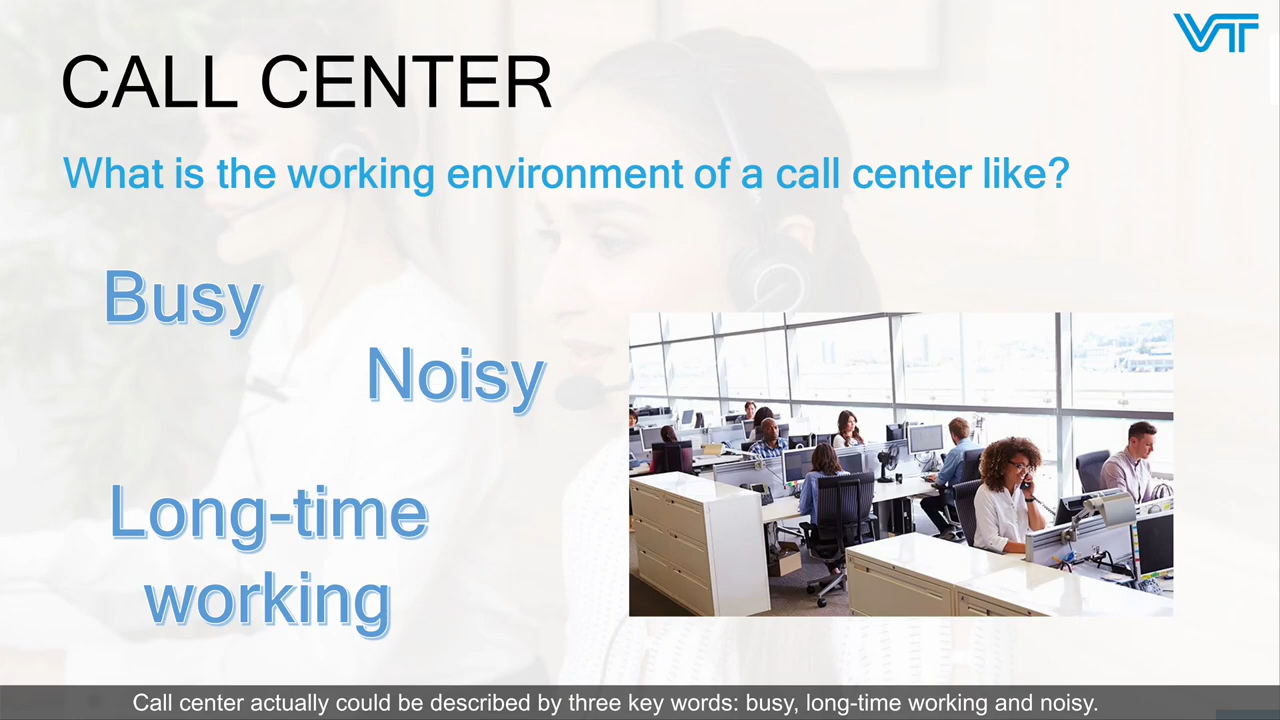 VT
CALL CENTER
What is the working environment of a call center like?
Busy
Noisy
Long-time
working
Call center actually could be described by three key words: busy, long-time working and noisy.